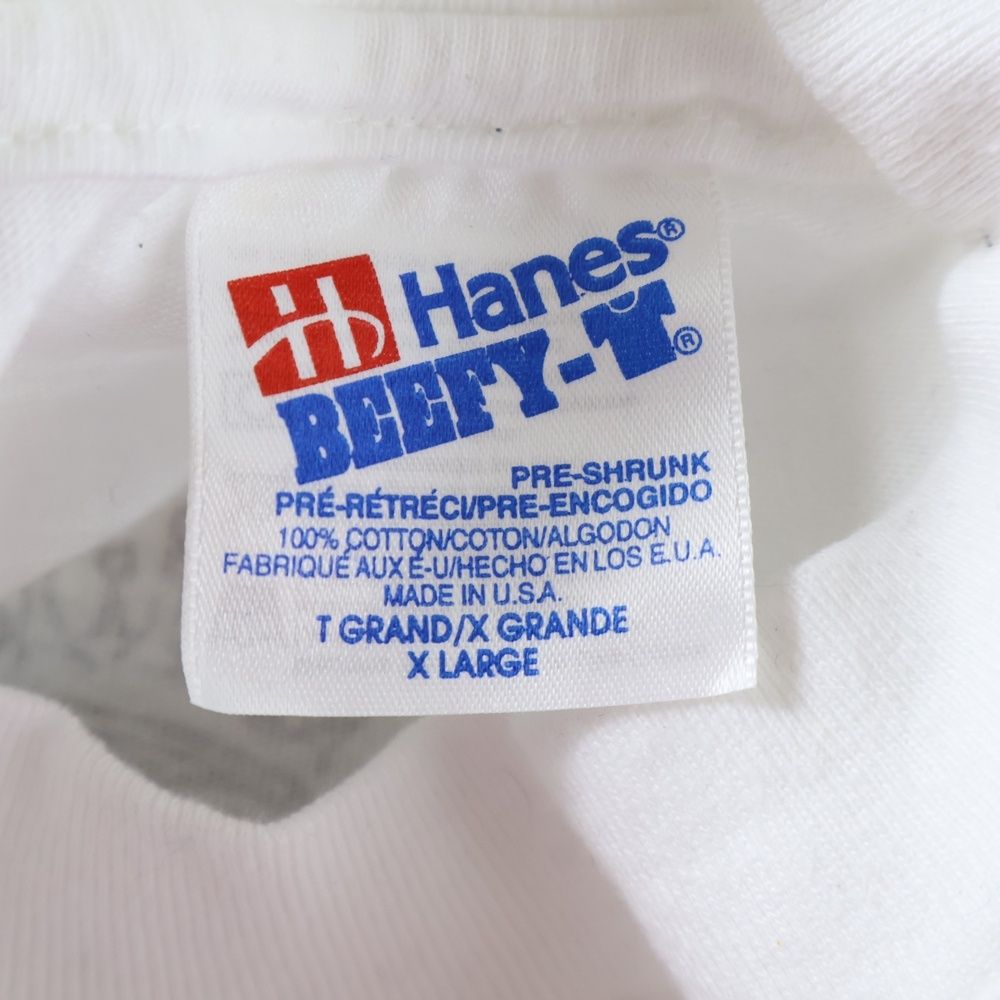 Hanes®
BEEFY-T®
PRE-SHRUNK
PRÉ-RÉTRÉCI/PRE-ENCOGIDO
100% COTTON/COTON/ALGODON
FABRIQUÉ AUX É-U/HECHO EN LOS E.U.A.
MADE IN U.S.A.
T GRAND/X GRANDE
X LARGE